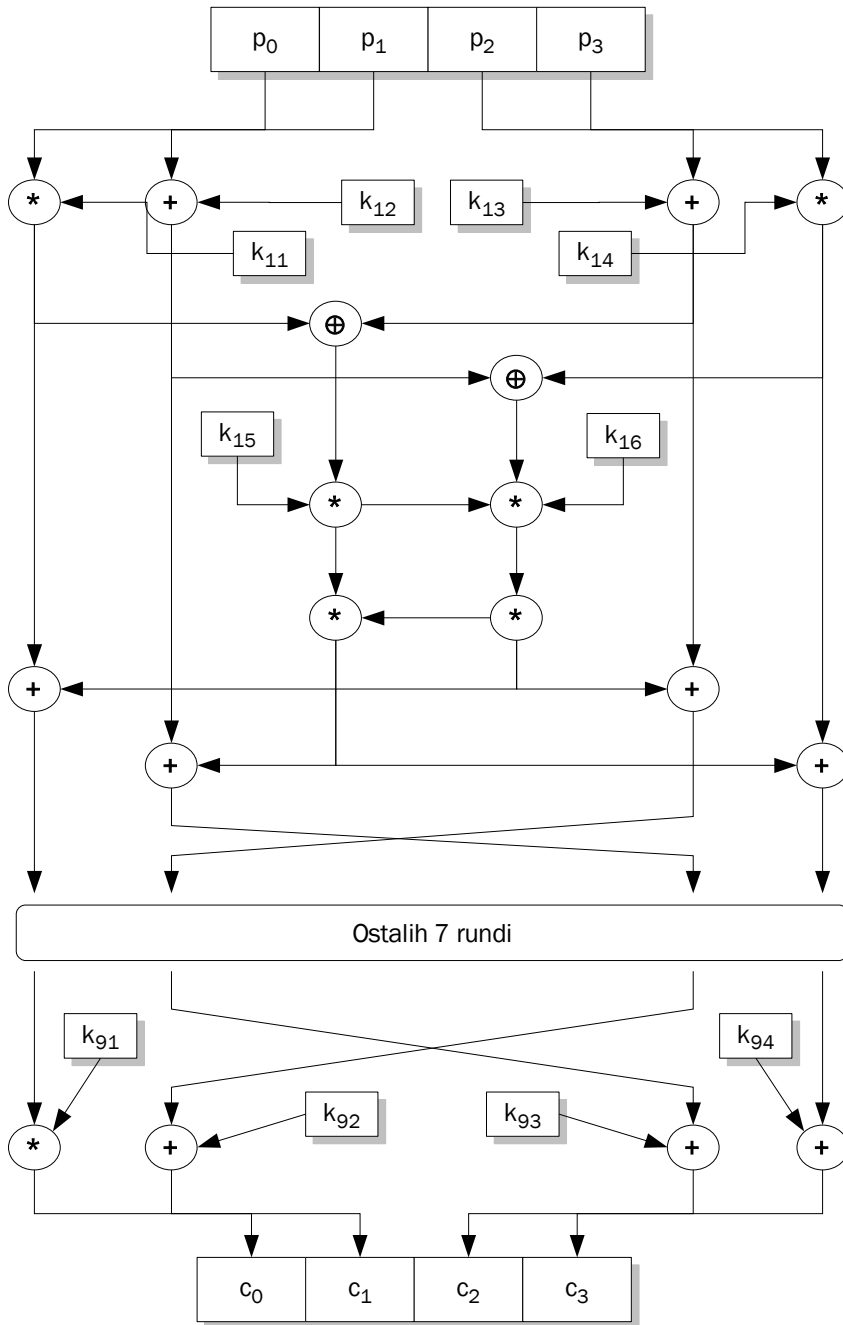 p0 p1 p2 p3
* + + *
k12 k13
k11 k14
⊕
⊕
k15 k16
* *
* *
+ +
+ +
Ostalih 7 rundi
k91 k94
k92 k93
* + + +
c0 c1 c2 c3